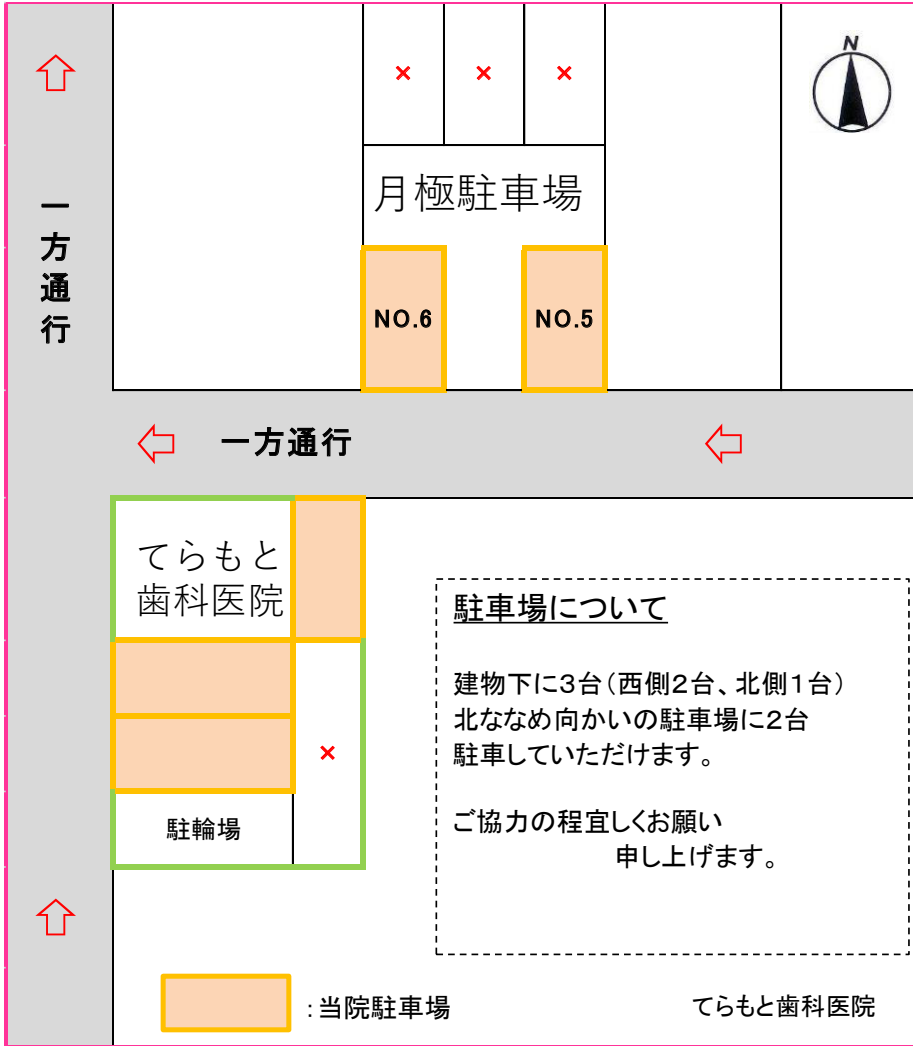 N
×
×
×
月極駐車場
一方通行
NO.6
NO.5
一方通行
てらもと
歯科医院
×
駐輪場
駐車場について
建物下に3台(西側2台、北側1台)
北ななめ向かいの駐車場に2台
駐車していただけます。
ご協力の程宜しくお願い
申し上げます。
:当院駐車場
てらもと歯科医院